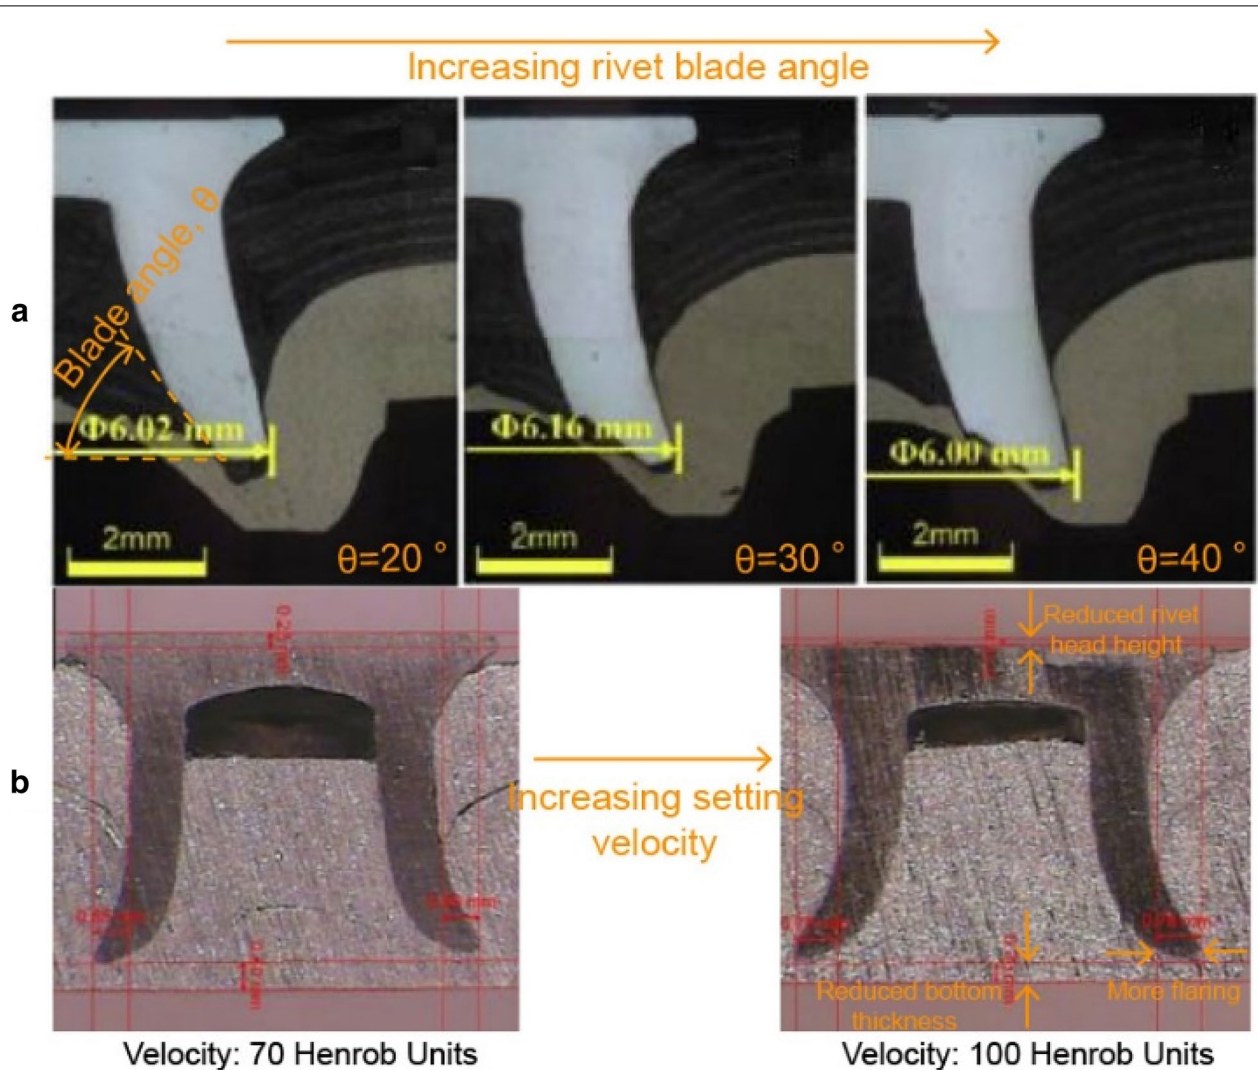 Increasing rivet blade angle
a
Blade angle, θ
Φ6.02 mm
2mm
θ=20 °
Φ6.16 mm
2mm
θ=30 °
Φ6.00 mm
2mm
θ=40 °
b
Increasing setting
velocity
Reduced rivet
head height
Reduced bottom
thickness
More flaring
Velocity: 70 Henrob Units
Velocity: 100 Henrob Units